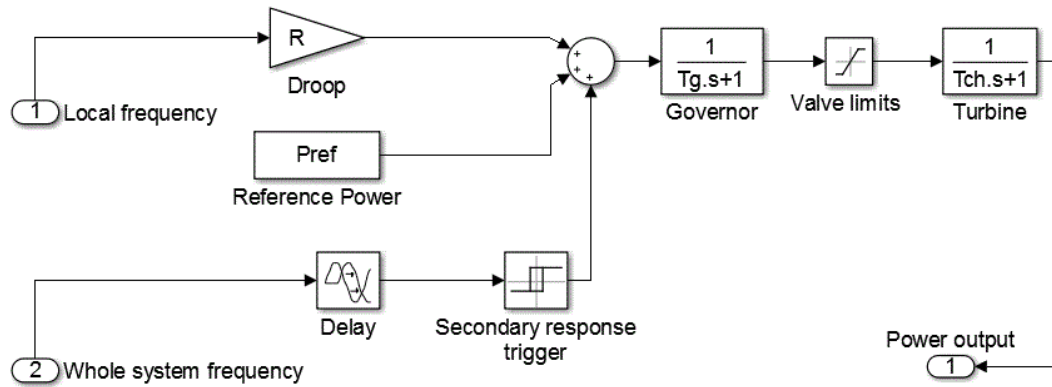 R
Droop
1
Local frequency
+
+
+
1
Tg.s+1
Governor
Valve limits
1
Tch.s+1
Turbine
Pref
Reference Power
Delay
Secondary response
trigger
2
Whole system frequency
Power output
1